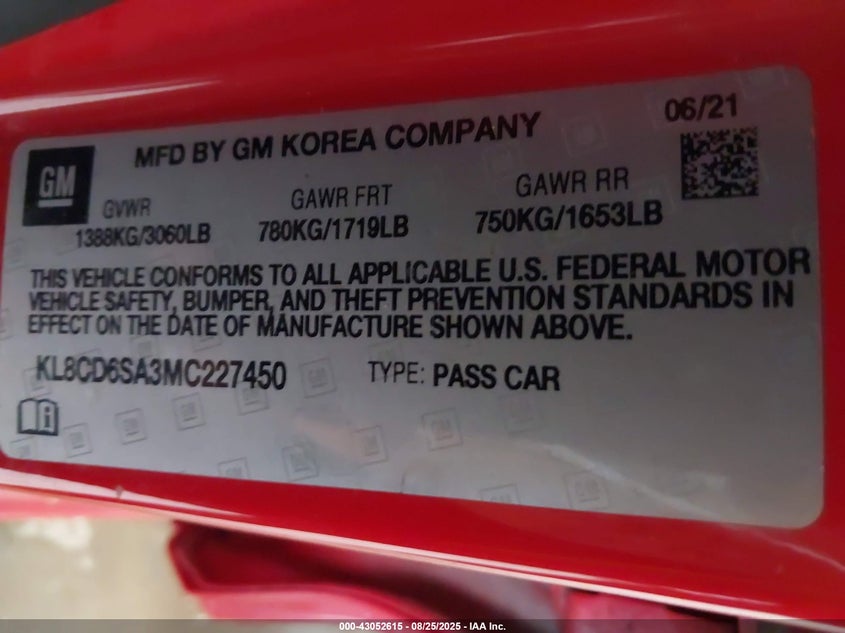 06/21
MFD BY GM KOREA COMPANY
GM
GVWR GAWR FRT GAWR RR
1388KG/3060LB 780KG/1719LB 750KG/1653LB
THIS VEHICLE CONFORMS TO ALL APPLICABLE U.S. FEDERAL MOTOR
VEHICLE SAFETY, BUMPER, AND THEFT PREVENTION STANDARDS IN
EFFECT ON THE DATE OF MANUFACTURE SHOWN ABOVE.
KL8CD6SA3MC227450 TYPE: PASS CAR
000-43052615 - 08/25/2025 - IAA Inc.